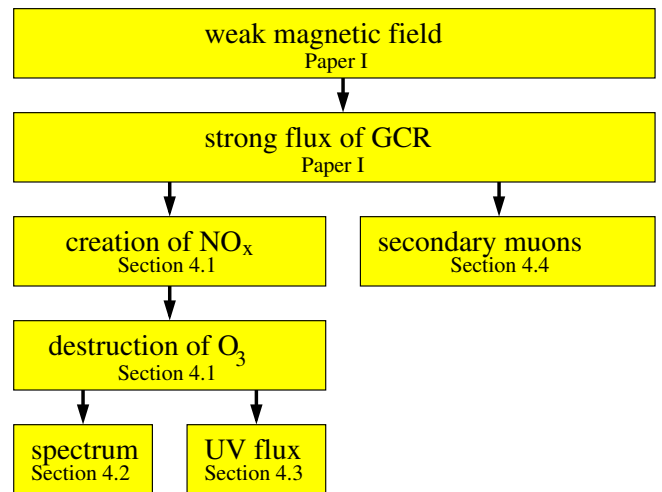 weak magnetic field
Paper I
strong flux of GCR
Paper I
creation of NOx
Section 4.1
secondary muons
Section 4.4
destruction of O3
Section 4.1
spectrum
Section 4.2
UV flux
Section 4.3